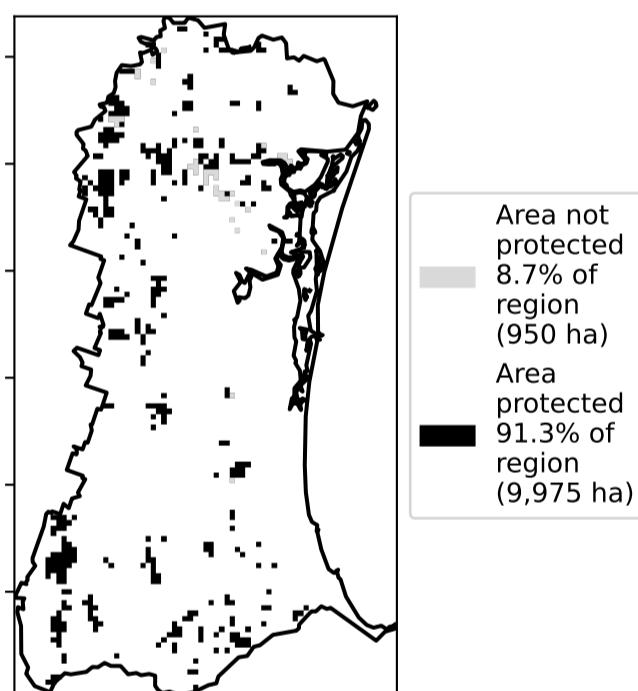 Area not
protected
8.7% of
region
(950 ha)
Area
protected
91.3% of
region
(9,975 ha)